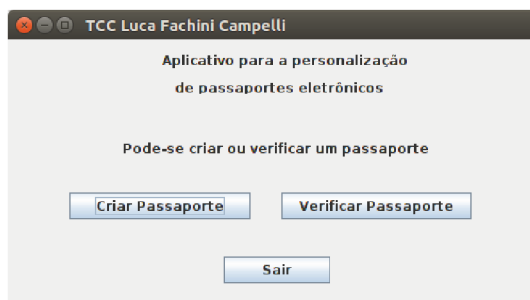 TCC Luca Fachini Campelli
Aplicativo para a personalização
de passaportes eletrônicos
Pode-se criar ou verificar um passaporte
Criar Passaporte
Verificar Passaporte
Sair